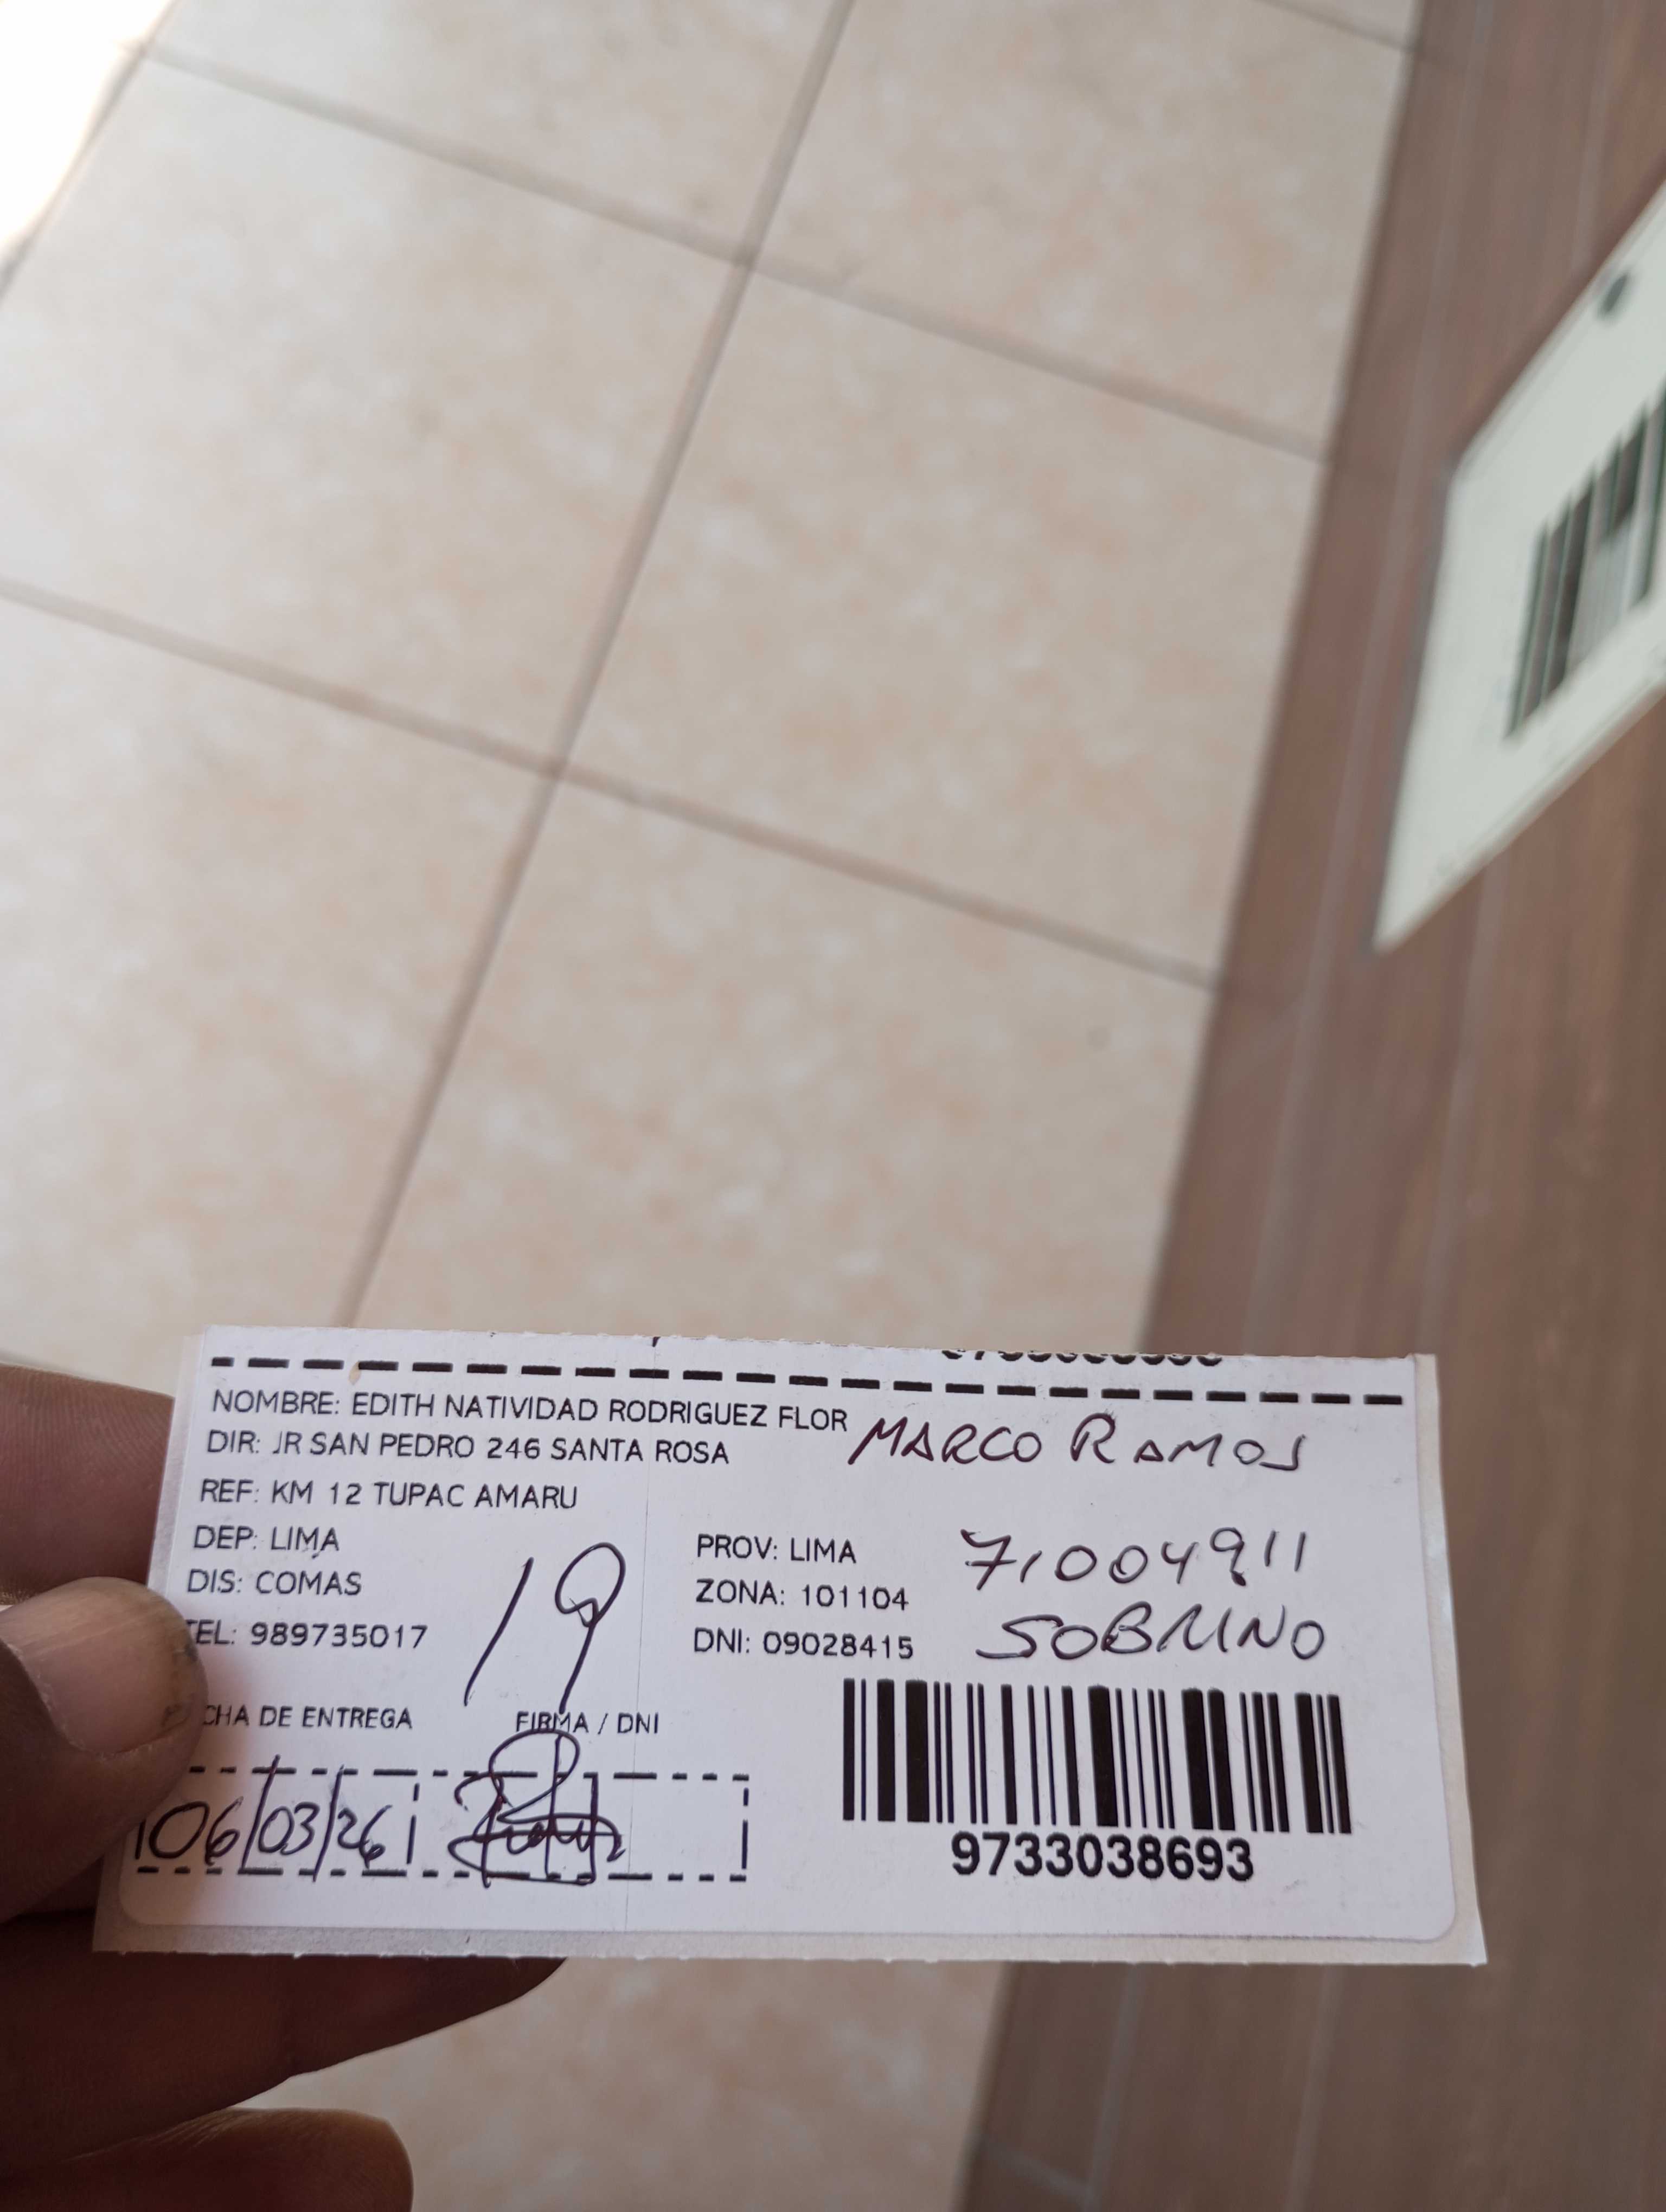 NOMBRE: EDITH NATIVIDAD RODRIGUEZ FLOR
MARCO RAMOS
DIR: JR SAN PEDRO 246 SANTA ROSA
REF: KM 12 TUPAC AMARU
DEP: LIMA
PROV: LIMA
71004911
DIS: COMAS
19
ZONA: 101104
TEL: 989735017
DNI: 09028415
SOBRINO
CHA DE ENTREGA
FIRMA / DNI
06/03/26
9733038693